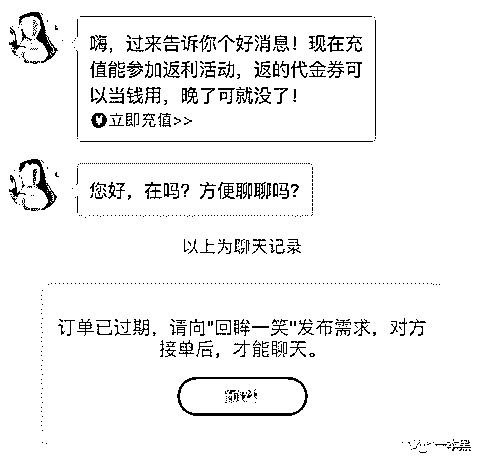 嗨，过来告诉你个好消息！现在充
值能参加返利活动，返的代金券可
以当钱用，晚了可就没了！
立即充值>>
您好，在吗？方便聊聊吗？
以上为聊天记录
订单已过期，请向"回眸一笑"发布需求，对方
接单后，才能聊天。